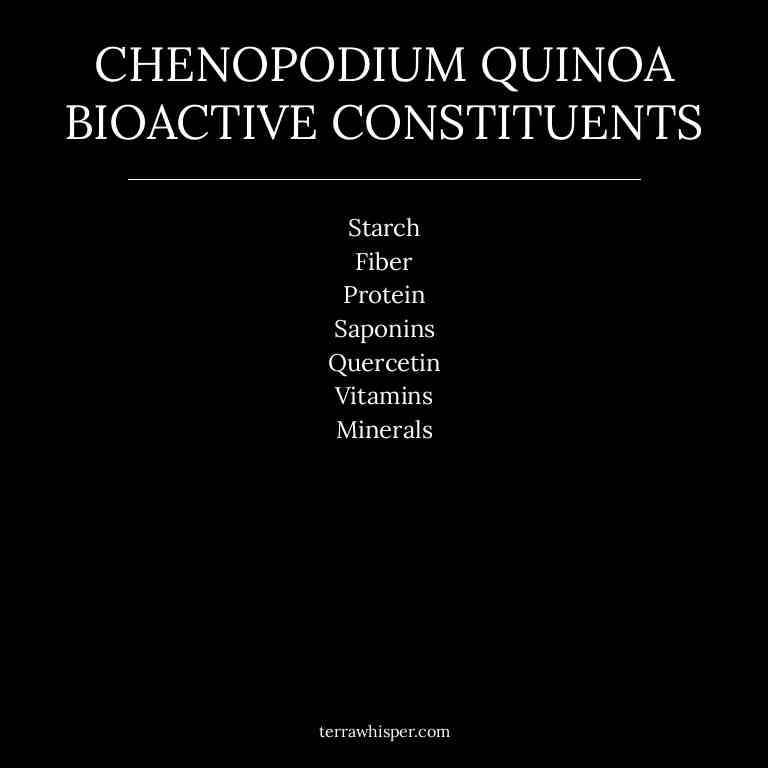 CHENOPODIUM QUINOA
BIOACTIVE CONSTITUENTS
Starch
Fiber
Protein
Saponins
Quercetin
Vitamins
Minerals
terrawhisper.com